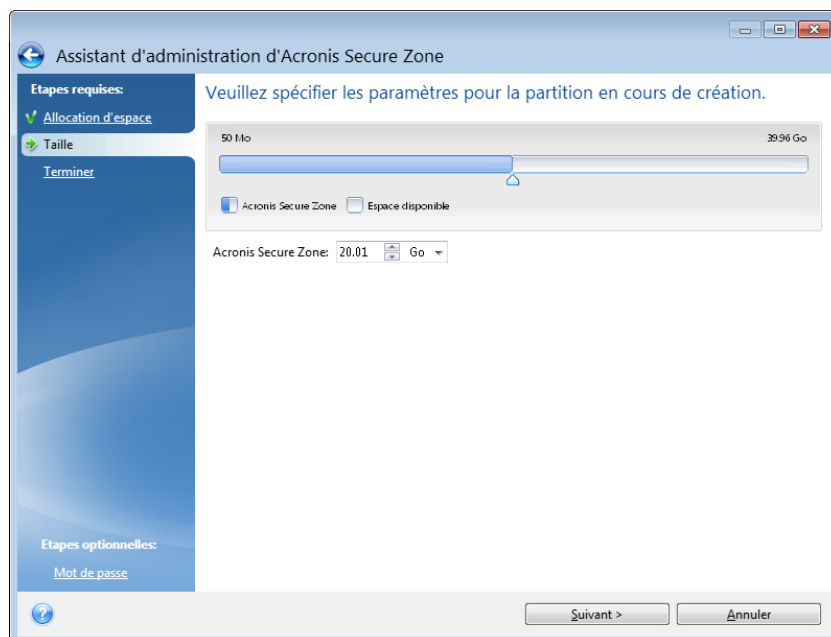 Assistant d'administration d'Acronis Secure Zone
Etapes requises:
Allocation d'espace
Taille
Terminer
Veuillez spécifier les paramètres pour la partition en cours de création.
50 Mo 39.96 Go
Acronis Secure Zone Espace disponible
Acronis Secure Zone: 20.01 Go
Etapes optionnelles:
Mot de passe
Suivant > Annuler